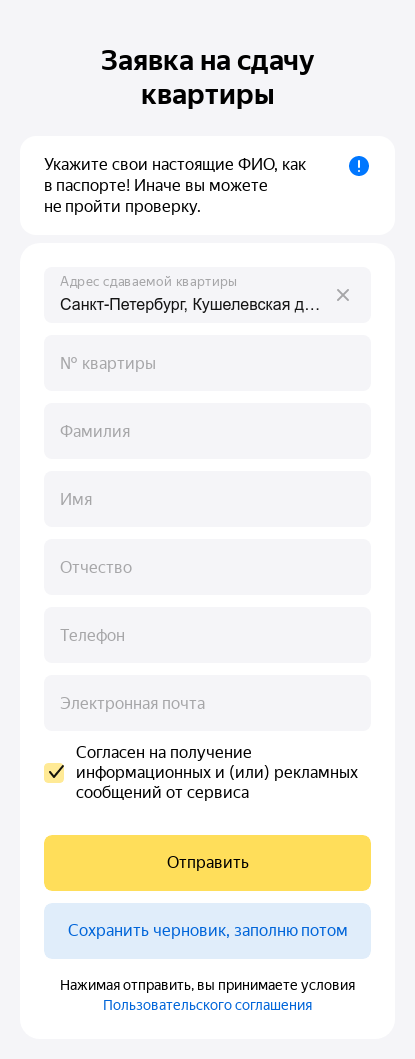 Заявка на сдачу
квартиры
Укажите свои настоящие ФИО, как
в паспорте! Иначе вы можете
не пройти проверку.
Адрес сдаваемой квартиры
Санкт-Петербург, Кушелевская д…
№ квартиры
Фамилия
Имя
Отчество
Телефон
Электронная почта
Согласен на получение
информационных и (или) рекламных
сообщений от сервиса
Отправить
Сохранить черновик, заполню потом
Нажимая отправить, вы принимаете условия
Пользовательского соглашения